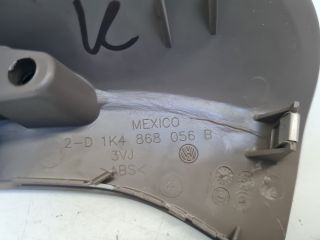 K
MEXICO
2-D 1K4 868 056 B
3VJ
>ABS<